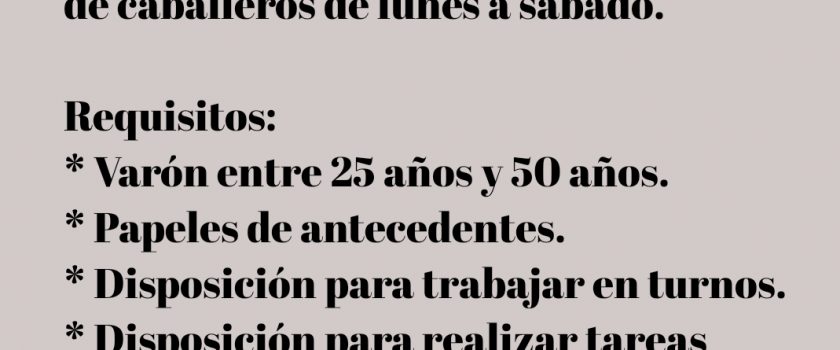 de caballeros de lunes a sábado.
Requisitos:
* Varón entre 25 años y 50 años.
* Papeles de antecedentes.
* Disposición para trabajar en turnos.
* Disposición para realizar tareas